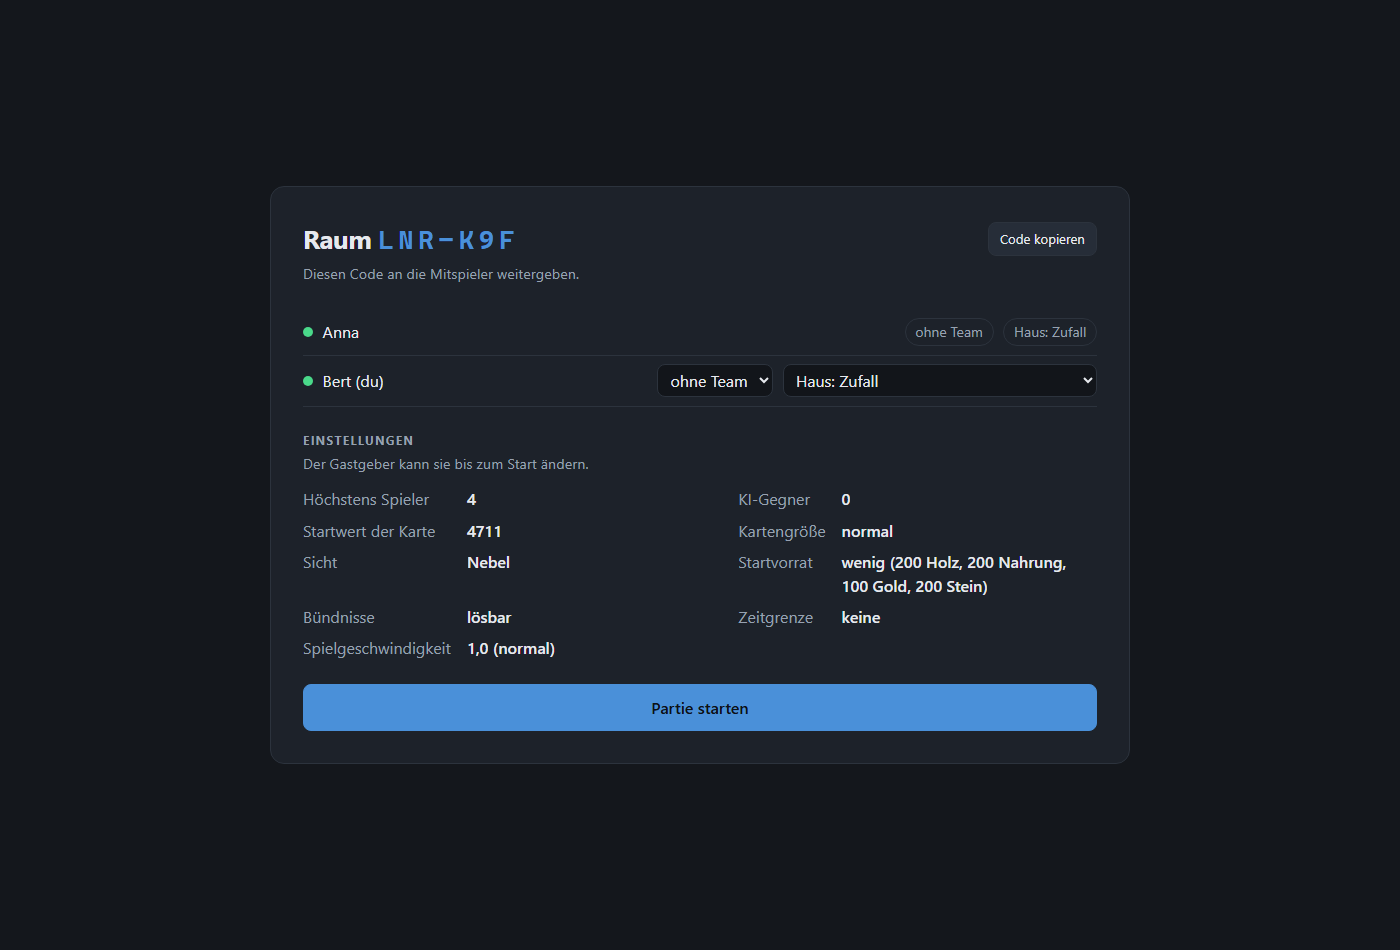 Raum LNR-K9F
Code kopieren
Diesen Code an die Mitspieler weitergeben.
Anna
ohne Team
Haus: Zufall
Bert (du)
ohne Team
Haus: Zufall
EINSTELLUNGEN
Der Gastgeber kann sie bis zum Start ändern.
Höchstens Spieler 4
KI-Gegner 0
Startwert der Karte 4711
Kartengröße normal
Sicht Nebel
Startvorrat wenig (200 Holz, 200 Nahrung,
100 Gold, 200 Stein)
Bündnisse lösbar
Zeitgrenze keine
Spielgeschwindigkeit 1,0 (normal)
Partie starten